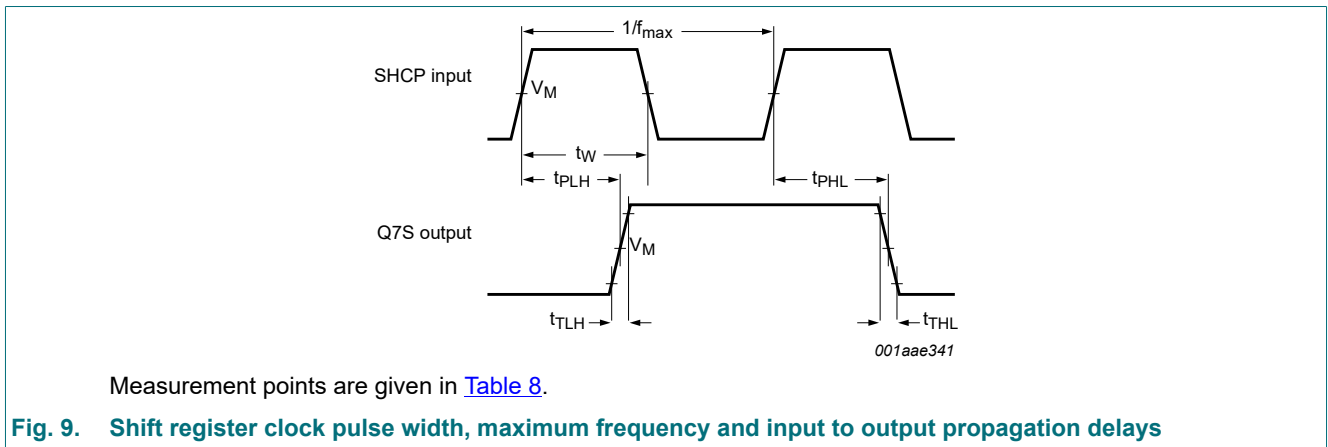 1/fmax
SHCP input
VM
tW
tPLH
tPHL
Q7S output
VM
tTLH
tTHL
001aae341
Measurement points are given in Table 8.
Fig. 9. Shift register clock pulse width, maximum frequency and input to output propagation delays